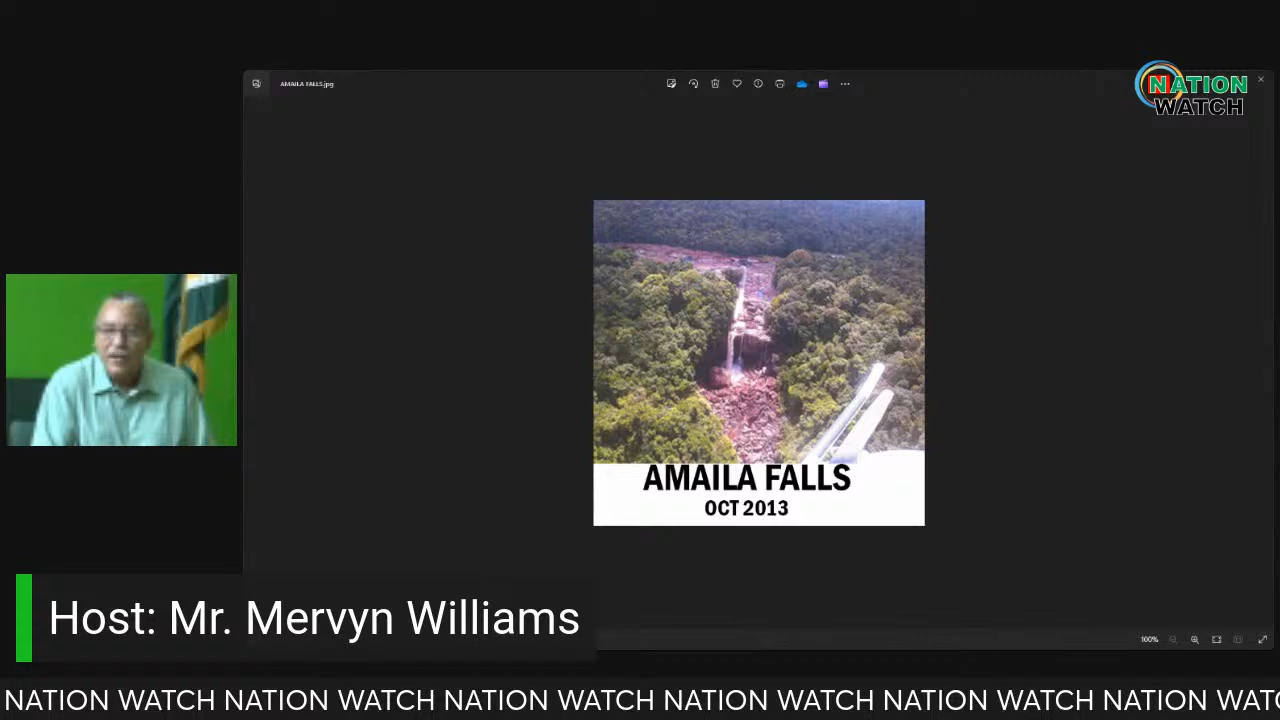 AMAILA FALLS.jpg
NATION
WATCH
AMAILA FALLS
OCT 2013
Host: Mr. Mervyn Williams
100%
NATION WATCH NATION WATCH NATION WATCH NATION WATCH NATION WATCH NATION WATC